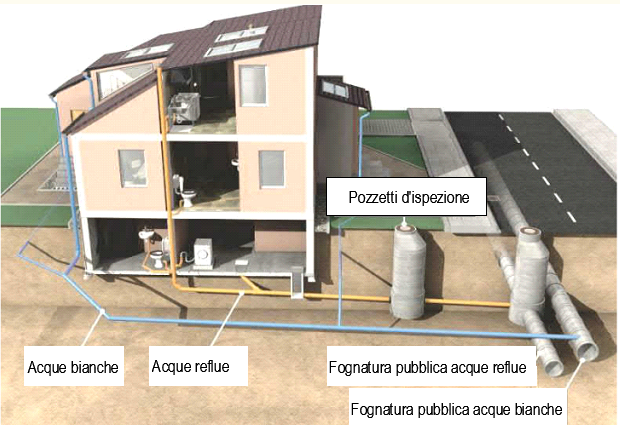 Pozzetti d'ispezione
Acque bianche
Acque reflue
Fognatura pubblica acque reflue
Fognatura pubblica acque bianche